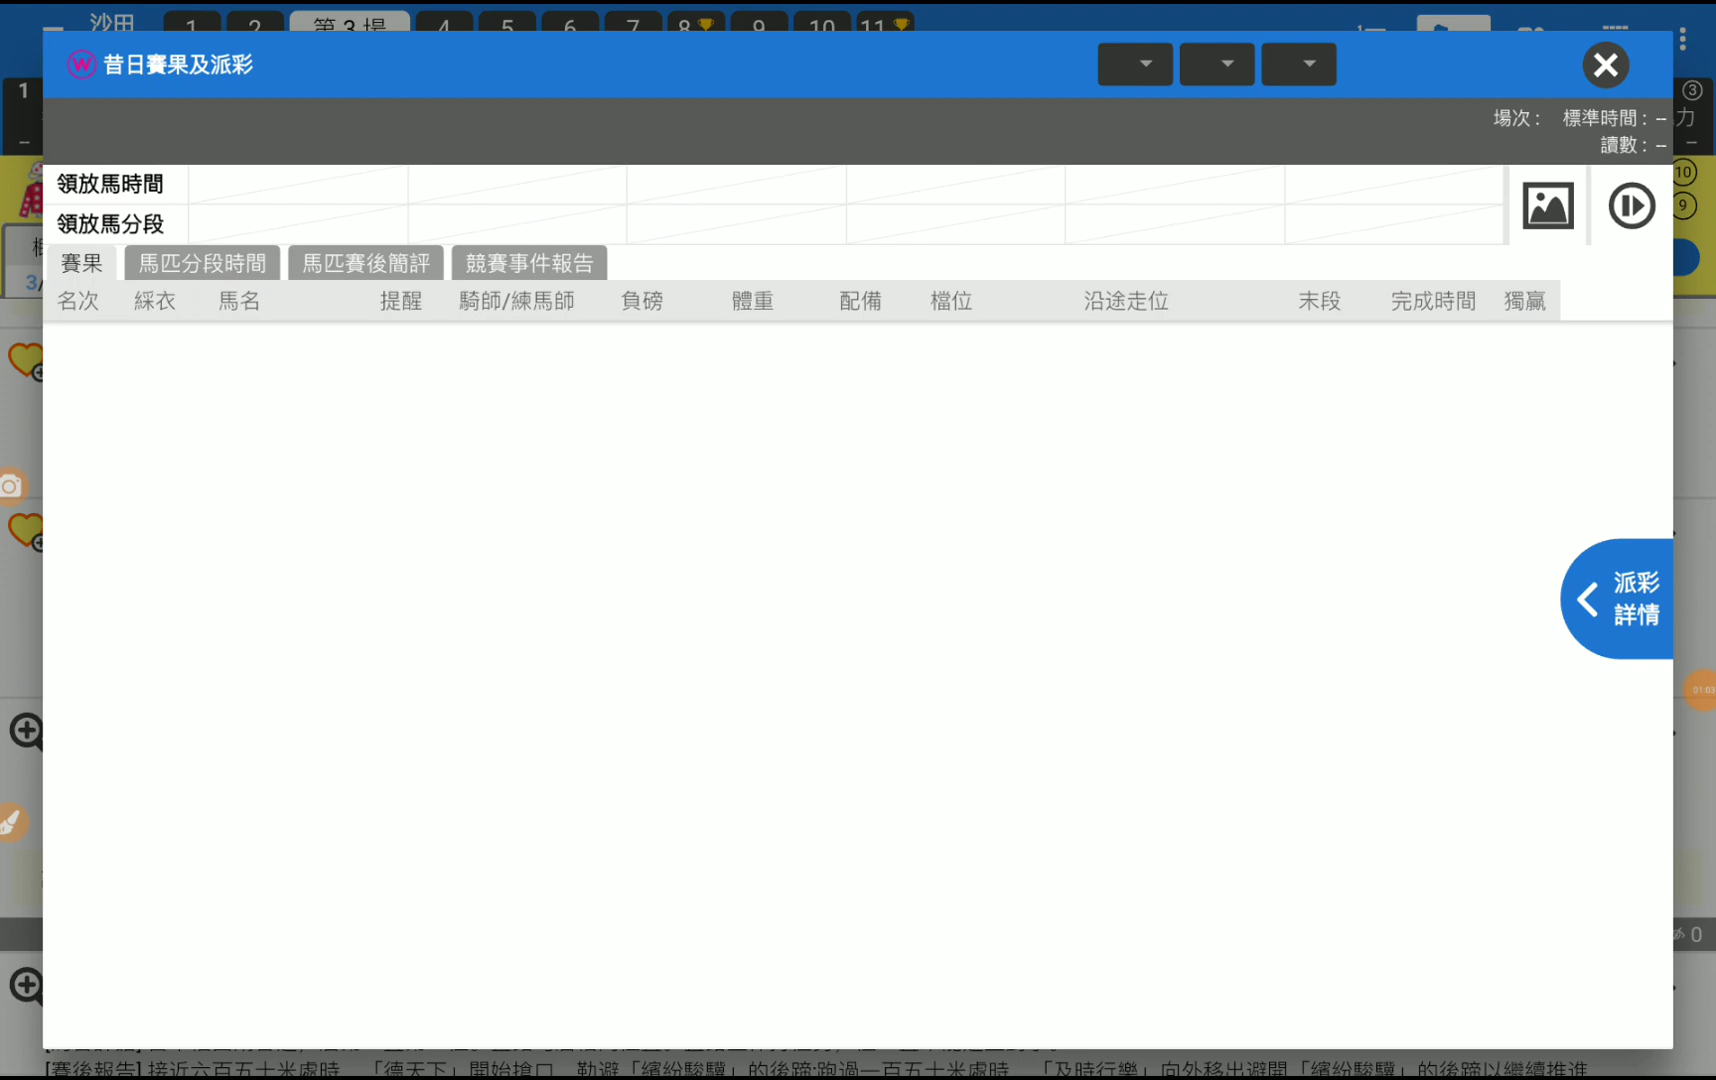 沙田 1 2 第 3 場 4 5 6 7 8 9 10 11
W 昔日賽果及派彩
1 3
場次 : 標準時間 : --
力
讀數 : --
領放馬時間
10
領放馬分段
9
賽果 馬匹分段時間 馬匹賽後簡評 競賽事件報告
3/
名次 綵衣 馬名 提醒 騎師/練馬師 負磅 體重 配備 檔位 沿途走位 末段 完成時間 獨贏
派彩
詳情
01:03
0
[賽後報告] 接近六百五十米處時,「德天下」開始搶口,勒避「繽紛駿驥」的後蹄;跑過一百五十米處時,「及時行樂」向外移出避開「繽紛駿驥」的後蹄以繼續推進